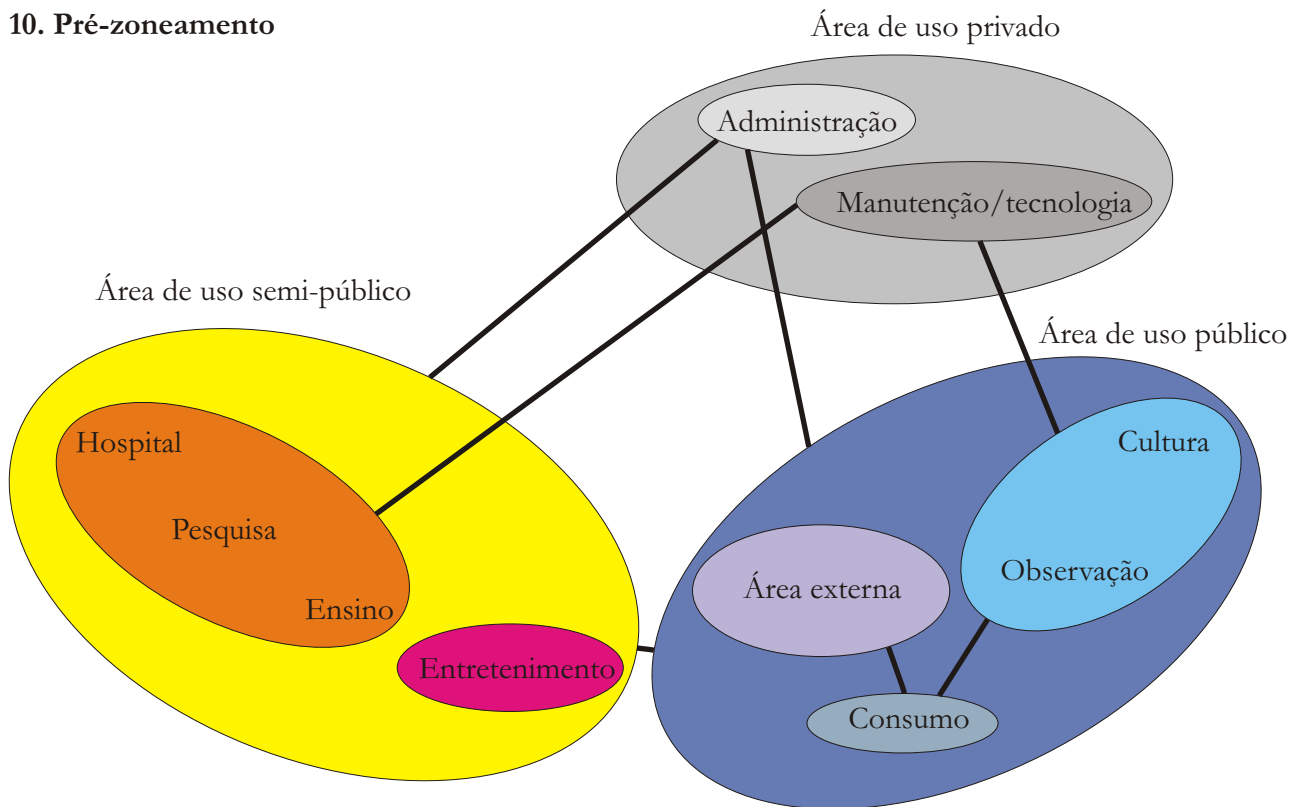 10. Pré-zoneamento
Área de uso privado
Administração
Manutenção/tecnologia
Área de uso semi-público
Área de uso público
Hospital
Pesquisa
Ensino
Entretenimento
Cultura
Observação
Área externa
Consumo